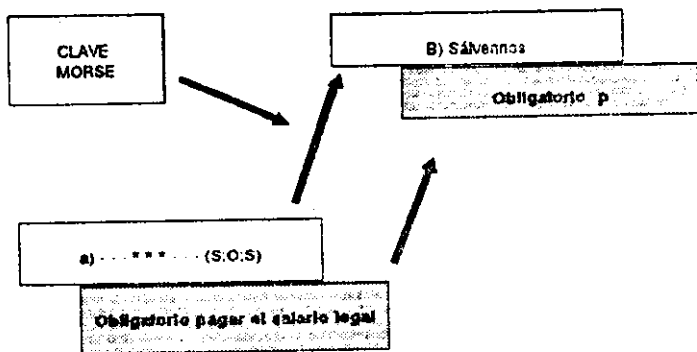 CLAVE
MORSE
B) Sálvennos
Obligatorio p
a) - - - * * * - - - (S;O;S)
Obligatorio pagar el salario legal